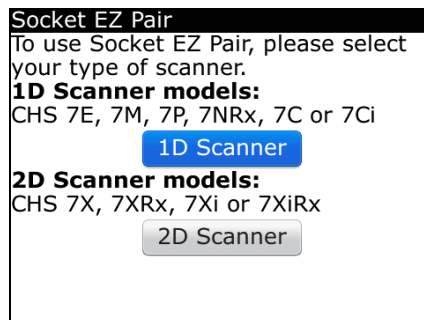 Socket EZ Pair
To use Socket EZ Pair, please select
your type of scanner.
1D Scanner models:
CHS 7E, 7M, 7P, 7NRx, 7C or 7Ci
1D Scanner
2D Scanner models:
CHS 7X, 7XRx, 7Xi or 7XiRx
2D Scanner